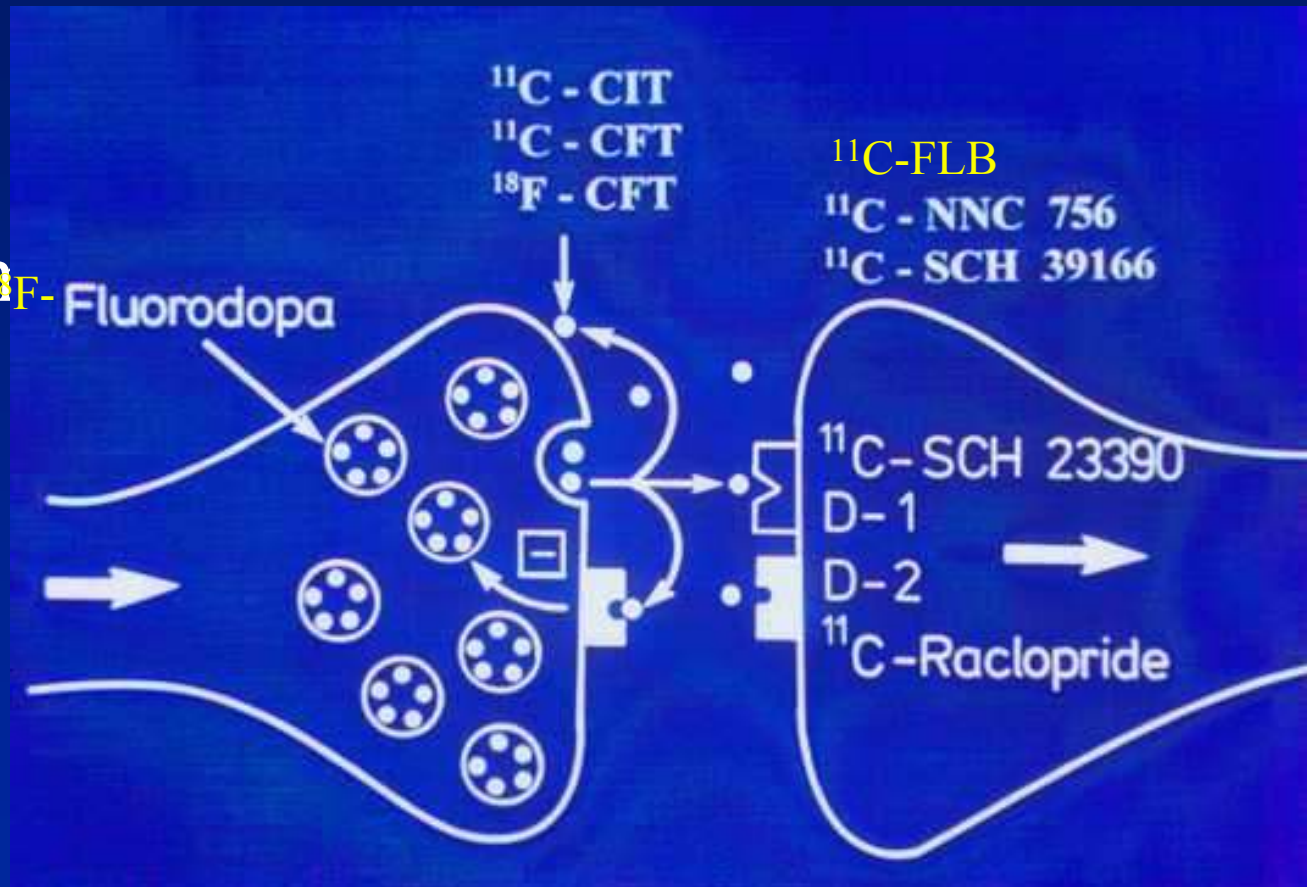 ¹¹C - CIT
¹¹C - CFT
¹⁸F - CFT
¹¹C-FLB
¹¹C - NNC 756
¹¹C - SCH 39166
F- Fluorodopa
¹¹C-SCH 23390
D-1
D-2
¹¹C-Raclopride
−